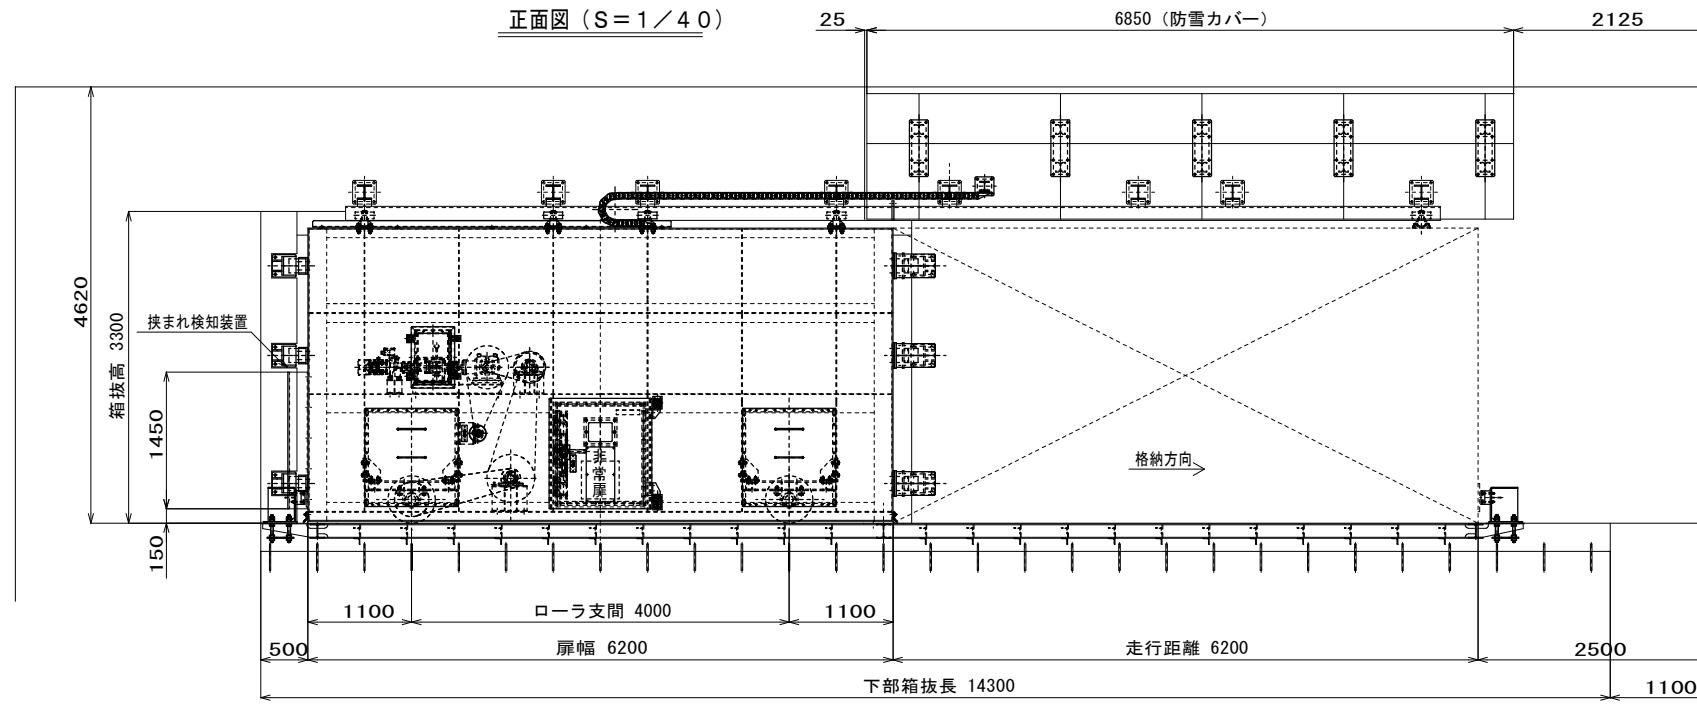 正面図（Ｓ＝１／４０）
25
6850（防雪カバー）
2125
4620
箱抜高 3300
挟まれ検知装置
1450
150
非常扉
格納方向
1100
ローラ支間 4000
1100
500
扉幅 6200
走行距離 6200
2500
下部箱抜長 14300
1100